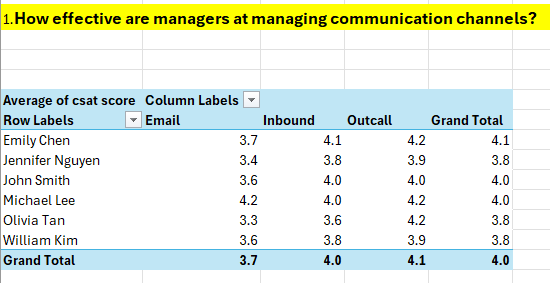 1.How effective are managers at managing communication channels?
Average of csat score Column Labels
Row Labels Email Inbound Outcall Grand Total
Emily Chen 3.7 4.1 4.2 4.1
Jennifer Nguyen 3.4 3.8 3.9 3.8
John Smith 3.6 4.0 4.0 4.0
Michael Lee 4.2 4.0 4.2 4.0
Olivia Tan 3.3 3.6 4.2 3.8
William Kim 3.6 3.8 3.9 3.8
Grand Total 3.7 4.0 4.1 4.0